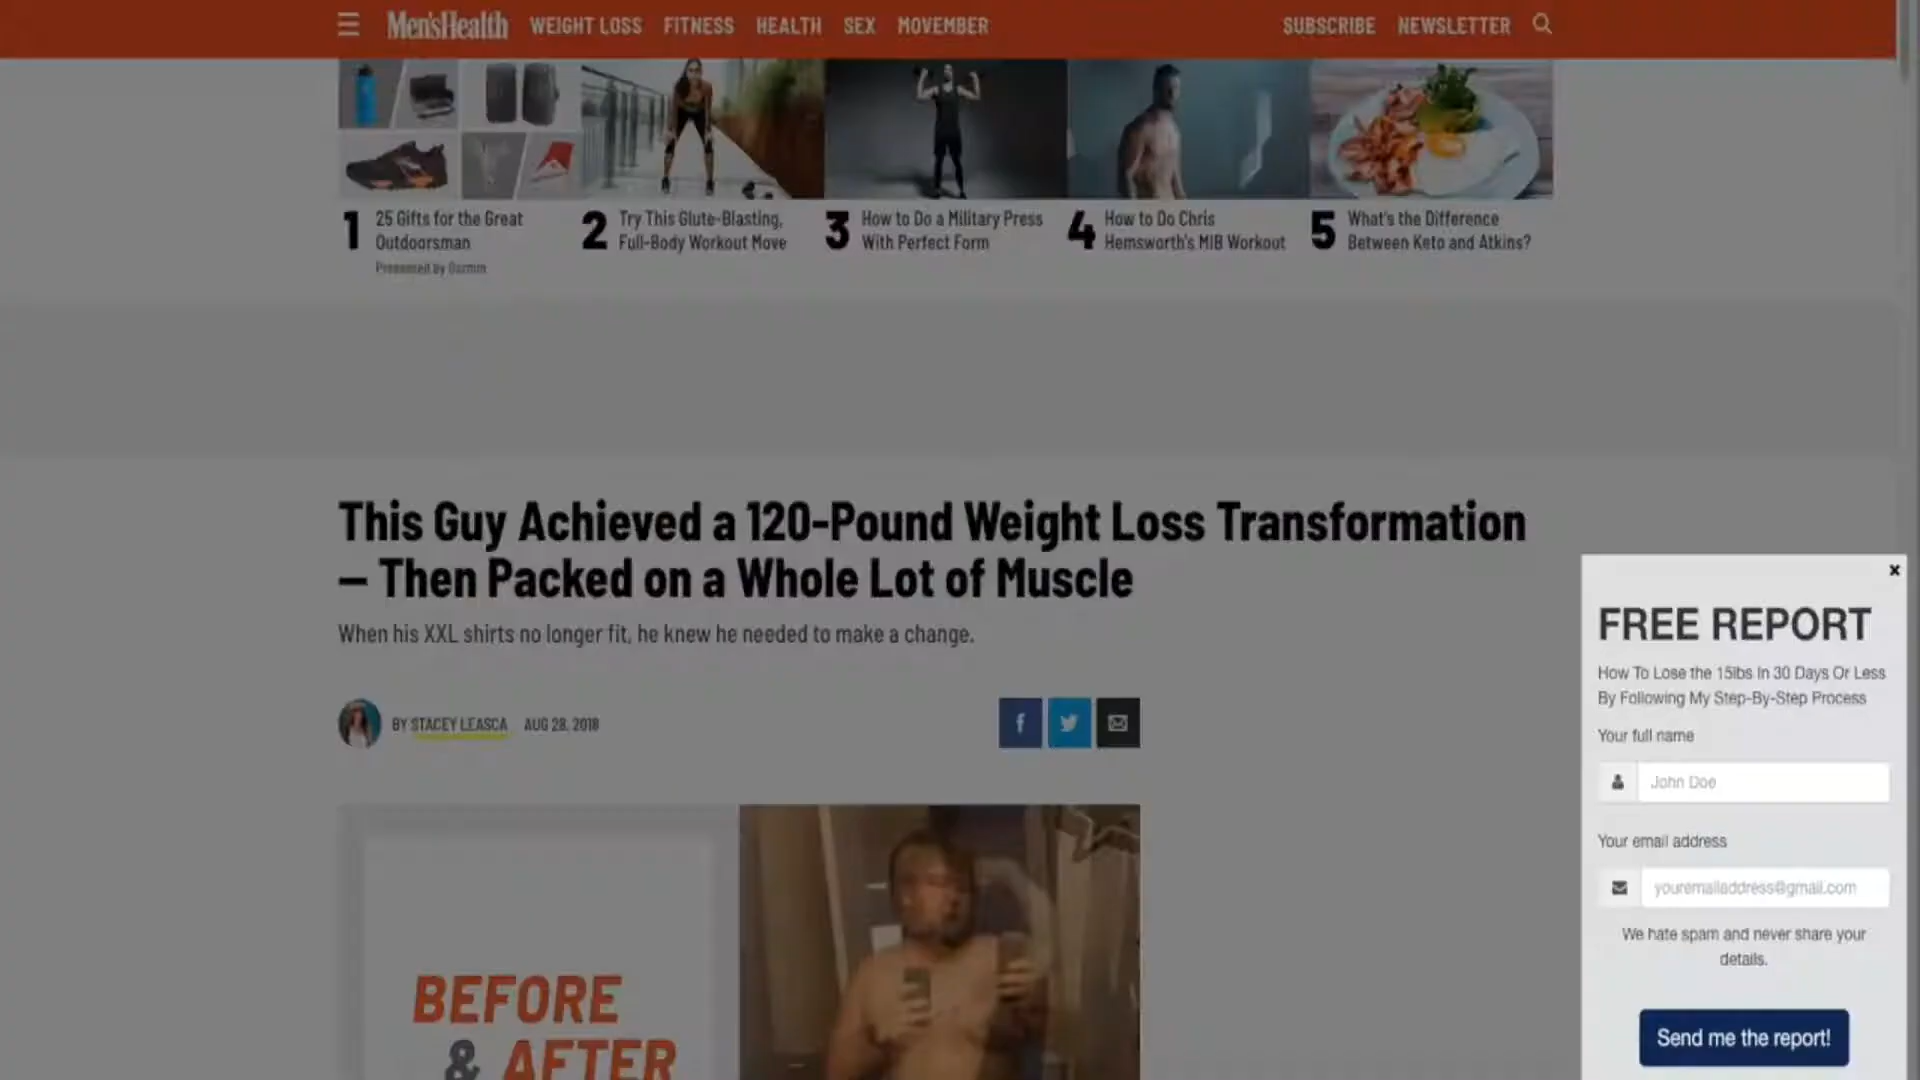 Men'sHealth WEIGHT LOSS FITNESS HEALTH SEX MOVEMBER SUBSCRIBE NEWSLETTER
1 25 Gifts for the Great
Outdoorsman
Presented by Garmin
2 Try This Glute-Blasting,
Full-Body Workout Move
3 How to Do a Military Press
With Perfect Form
4 How to Do Chris
Hemsworth's MIB Workout
5 What's the Difference
Between Keto and Atkins?
This Guy Achieved a 120-Pound Weight Loss Transformation
— Then Packed on a Whole Lot of Muscle
When his XXL shirts no longer fit, he knew he needed to make a change.
BY STACEY LEASCA AUG 28, 2018
BEFORE
& AFTER
x
FREE REPORT
How To Lose the 15lbs In 30 Days Or Less
By Following My Step-By-Step Process
Your full name
John Doe
Your email address
youremailaddress@gmail.com
We hate spam and never share your
details.
Send me the report!